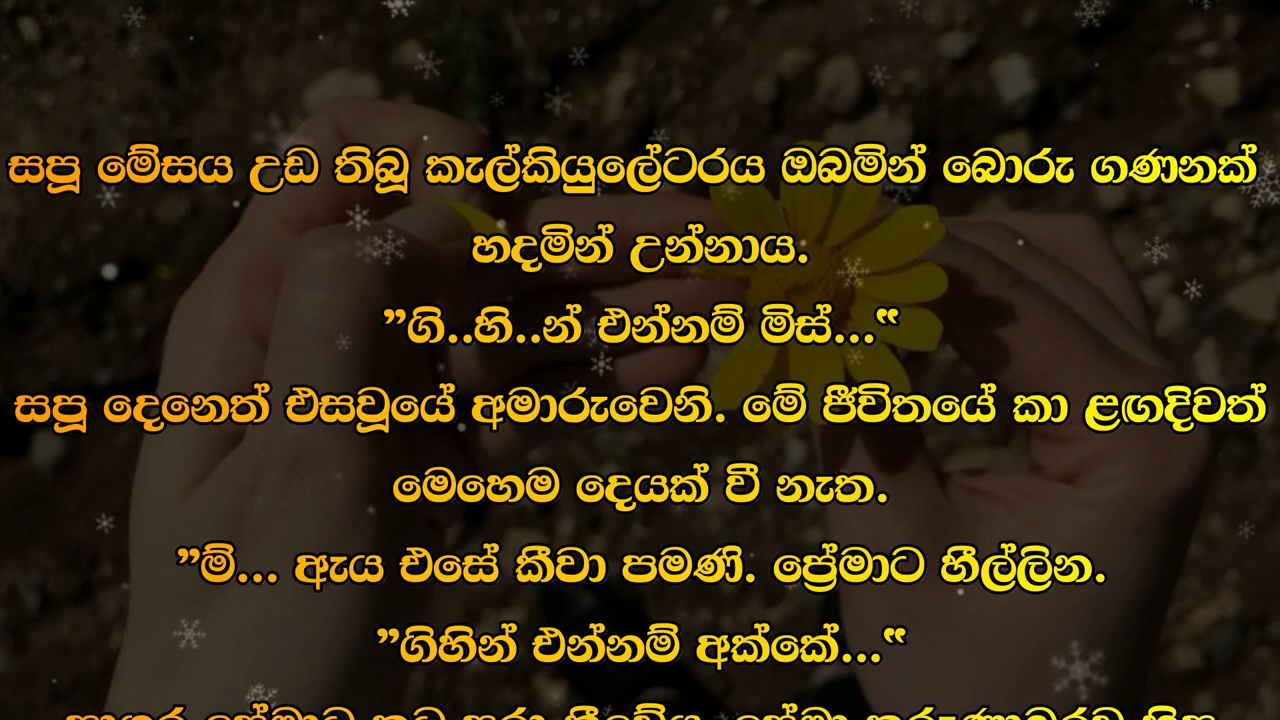 සපූ මේසය උඩ තිබූ කැල්කියුලේටරය ඔබමින් බොරු ගණනක්
හදමින් උන්නාය.
”ගි..හි..න් එන්නම් මිස්...“
සපූ දෙනෙත් එසවූයේ අමාරුවෙනි. මේ ජීවිතයේ කා ළඟදිවත්
මෙහෙම දෙයක් වී නැත.
”ම්... ඇය එසේ කීවා පමණි. ප්‍රේමාට හීල්ලින.
”ගිහින් එන්නම් අක්කේ...“